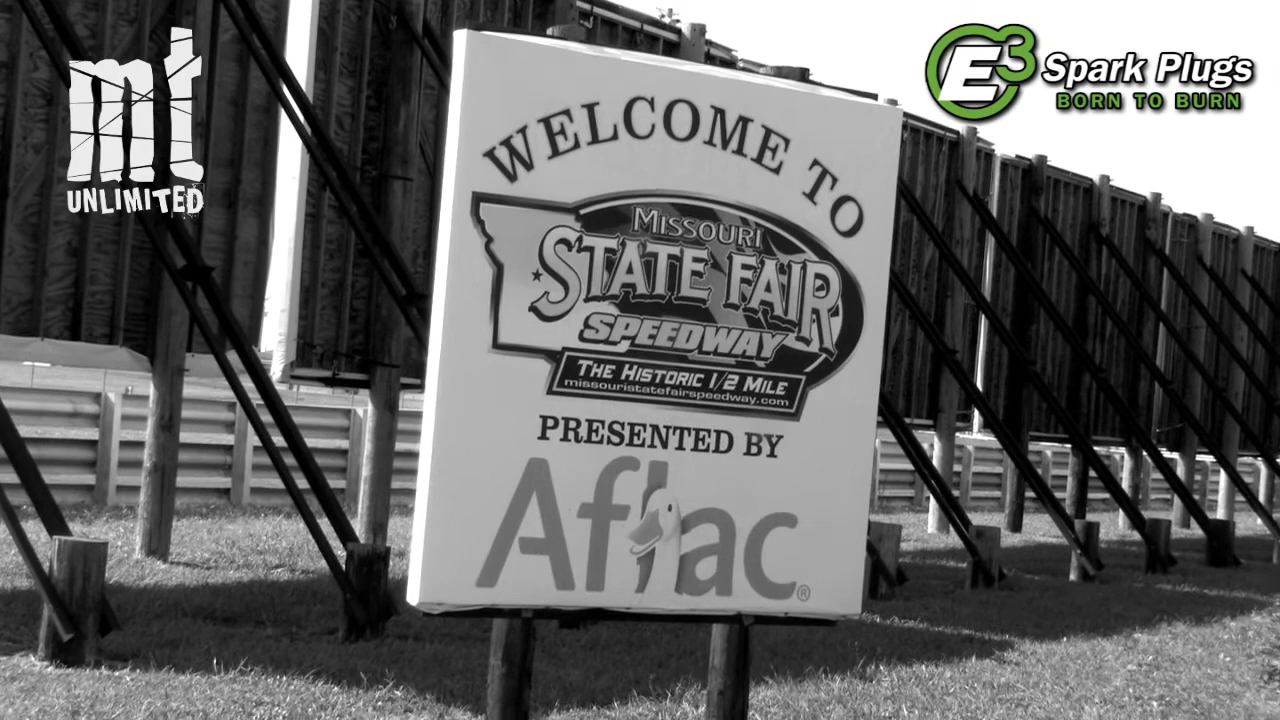 mt
UNLIMITED
E3 Spark Plugs
BORN TO BURN
WELCOME TO
MISSOURI
STATE FAIR
SPEEDWAY
THE HISTORIC 1/2 MILE
missouristatefairspeedway.com
PRESENTED BY
Aflac®